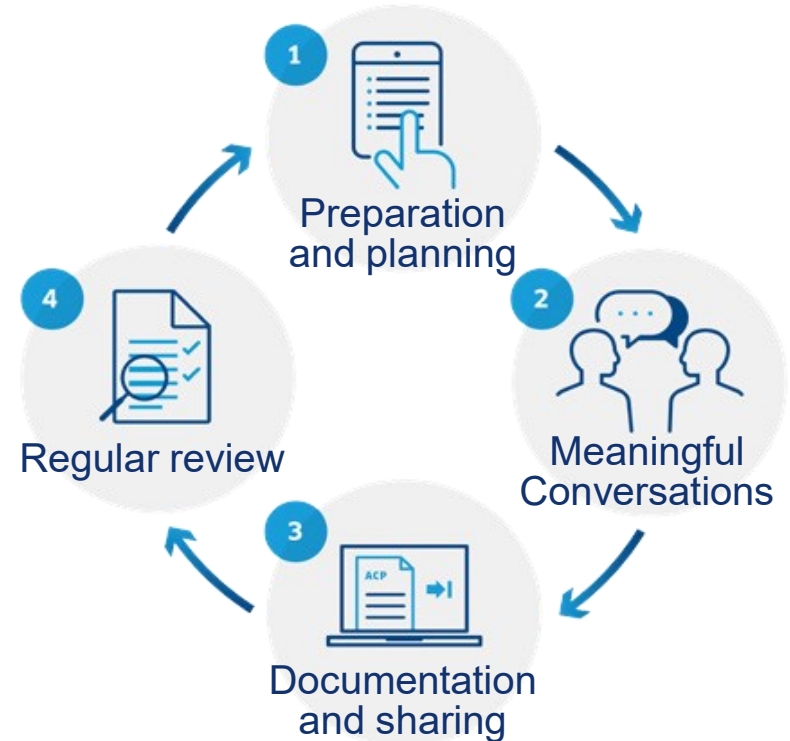 1
Preparation
and planning
2
Meaningful
Conversations
3
ACP
Documentation
and sharing
4
Regular review